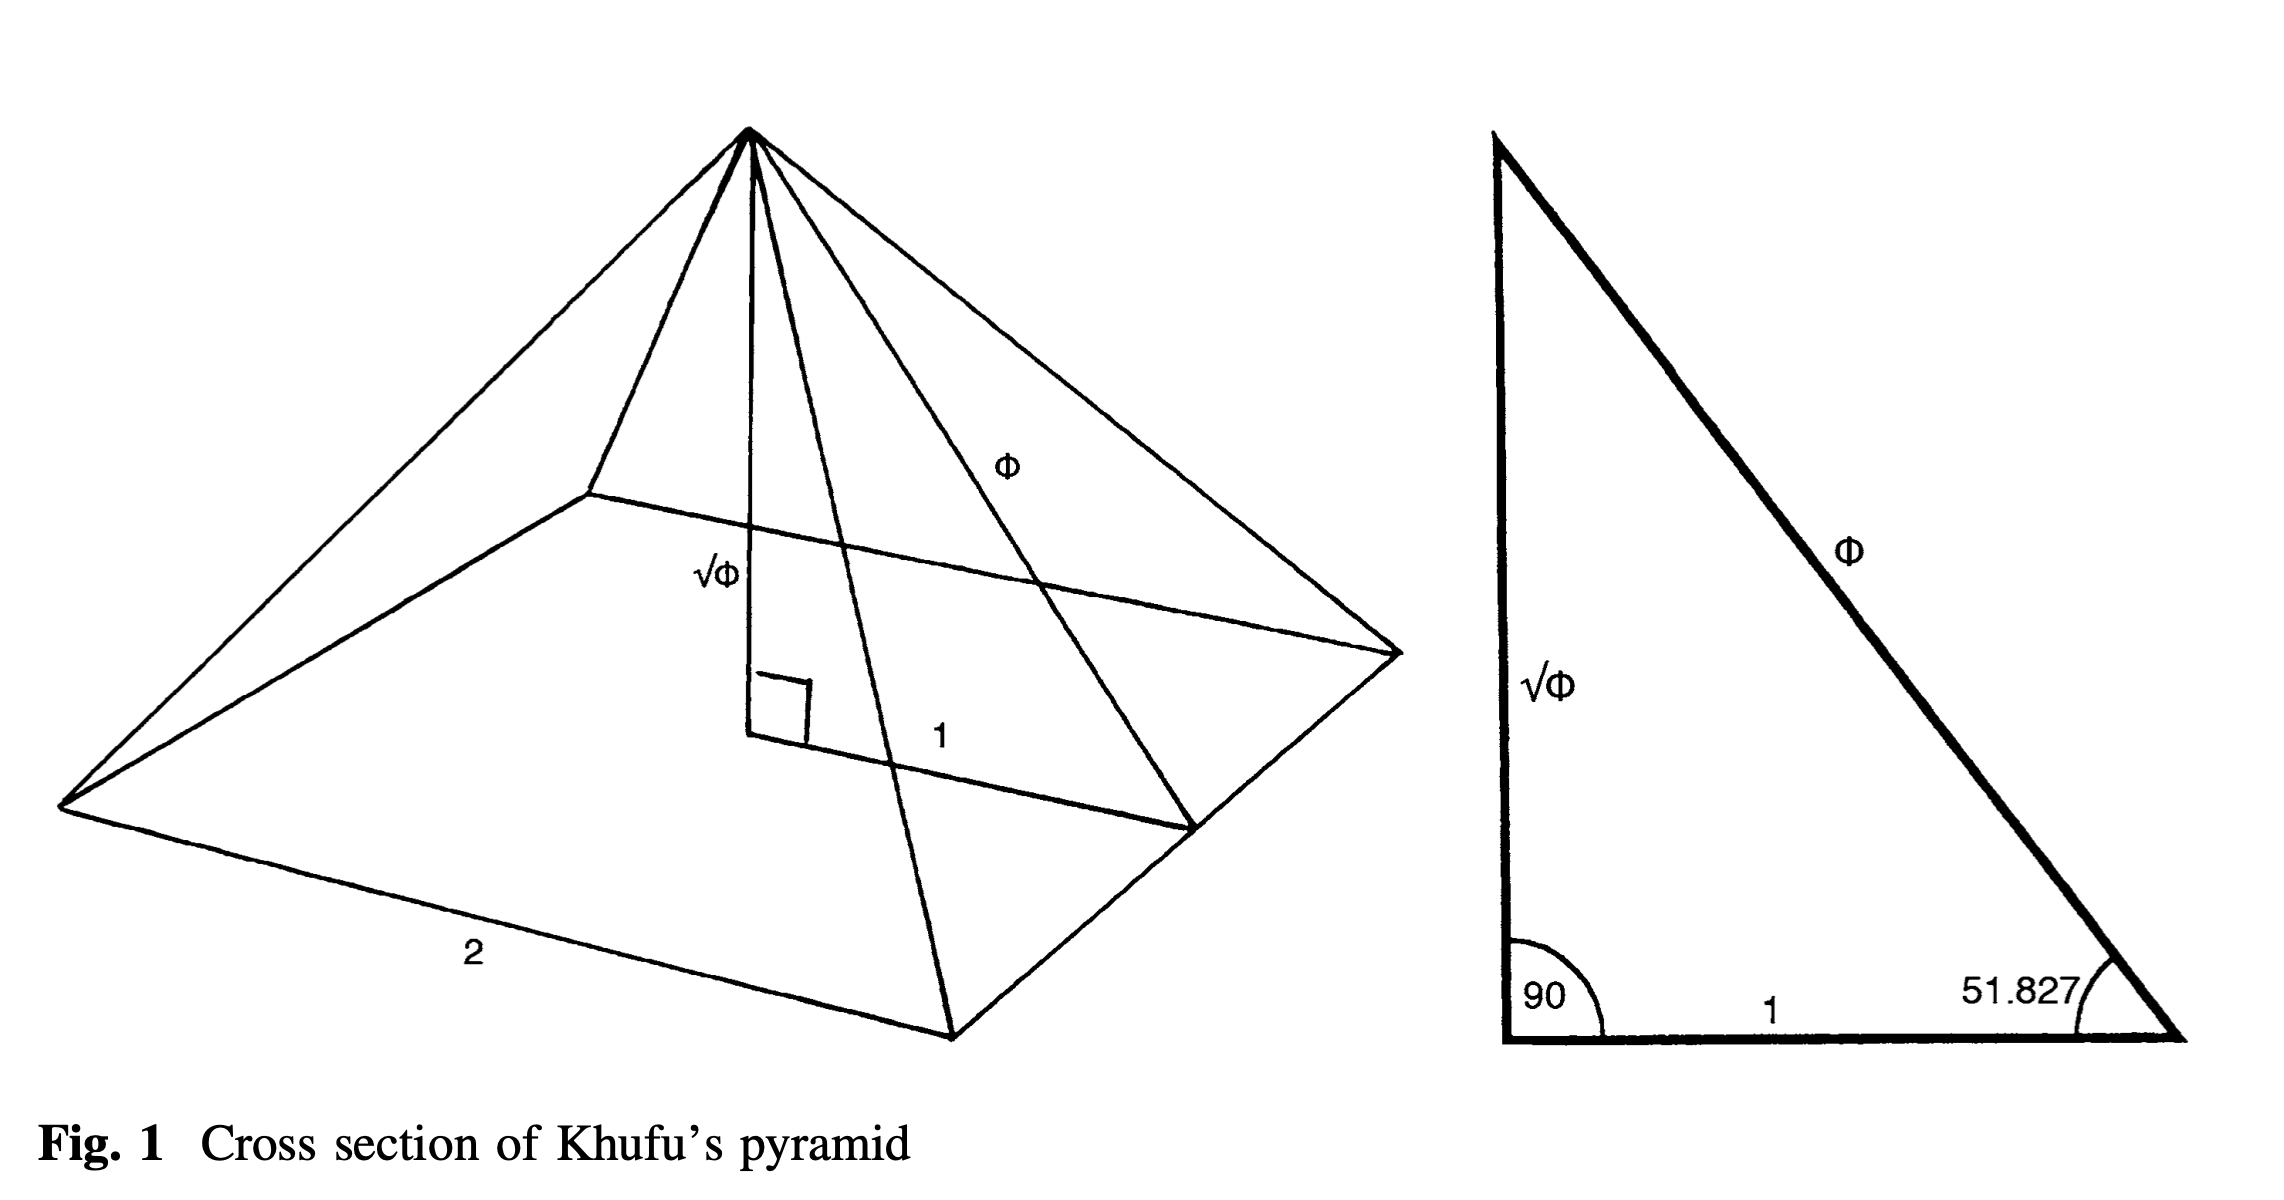 Φ
√Φ
1
2
Φ
√Φ
90
1
51.827
Fig. 1 Cross section of Khufu’s pyramid